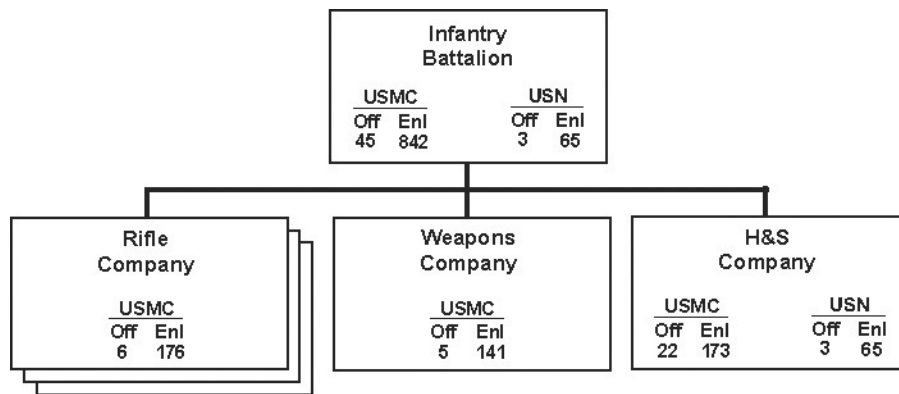 Infantry
Battalion
USMC USN
Off Enl Off Enl
45 842 3 65
Rifle
Company
USMC
Off Enl
6 176
Weapons
Company
USMC
Off Enl
5 141
H&S
Company
USMC USN
Off Enl Off Enl
22 173 3 65